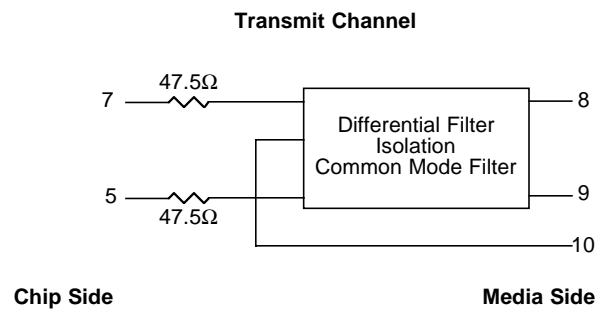 Transmit Channel
47.5Ω
7
8
Differential Filter
Isolation
Common Mode Filter
5
9
47.5Ω
10
Chip Side
Media Side